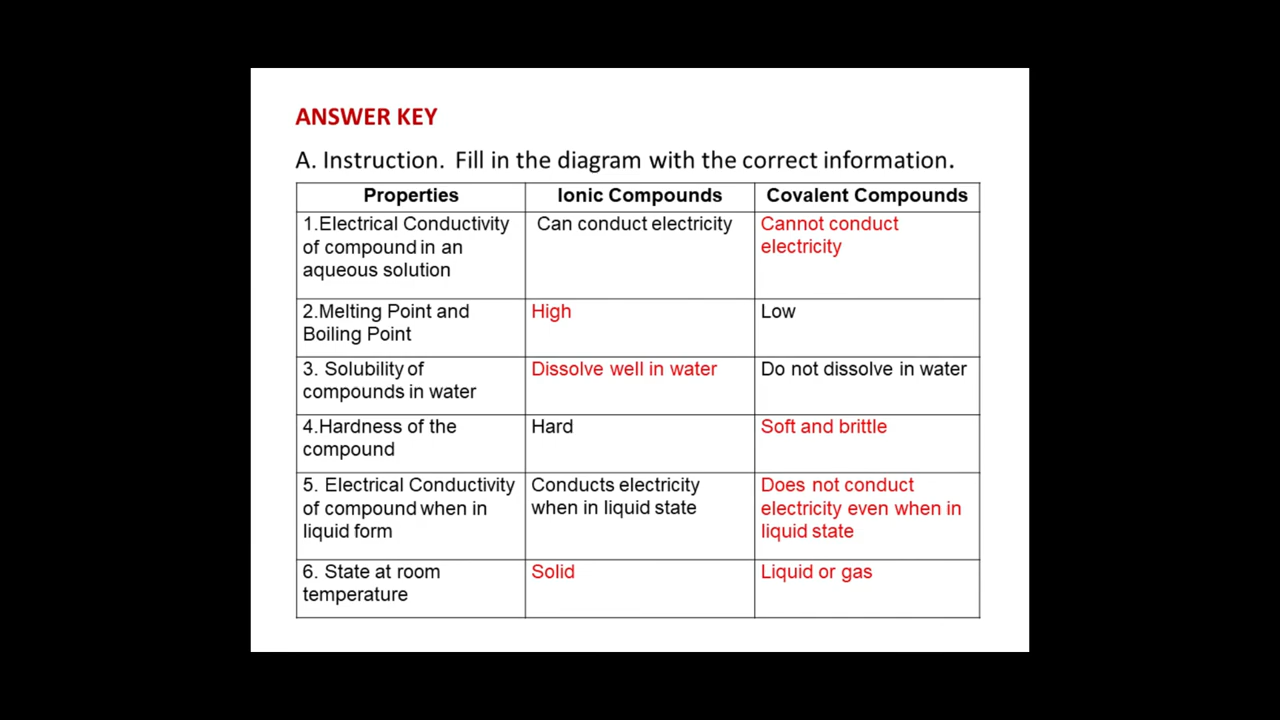 ANSWER KEY
A. Instruction. Fill in the diagram with the correct information.
Properties Ionic Compounds Covalent Compounds
1.Electrical Conductivity Can conduct electricity Cannot conduct
of compound in an electricity
aqueous solution
2.Melting Point and High Low
Boiling Point
3. Solubility of Dissolve well in water Do not dissolve in water
compounds in water
4.Hardness of the Hard Soft and brittle
compound
5. Electrical Conductivity Conducts electricity Does not conduct
of compound when in when in liquid state electricity even when in
liquid form liquid state
6. State at room Solid Liquid or gas
temperature